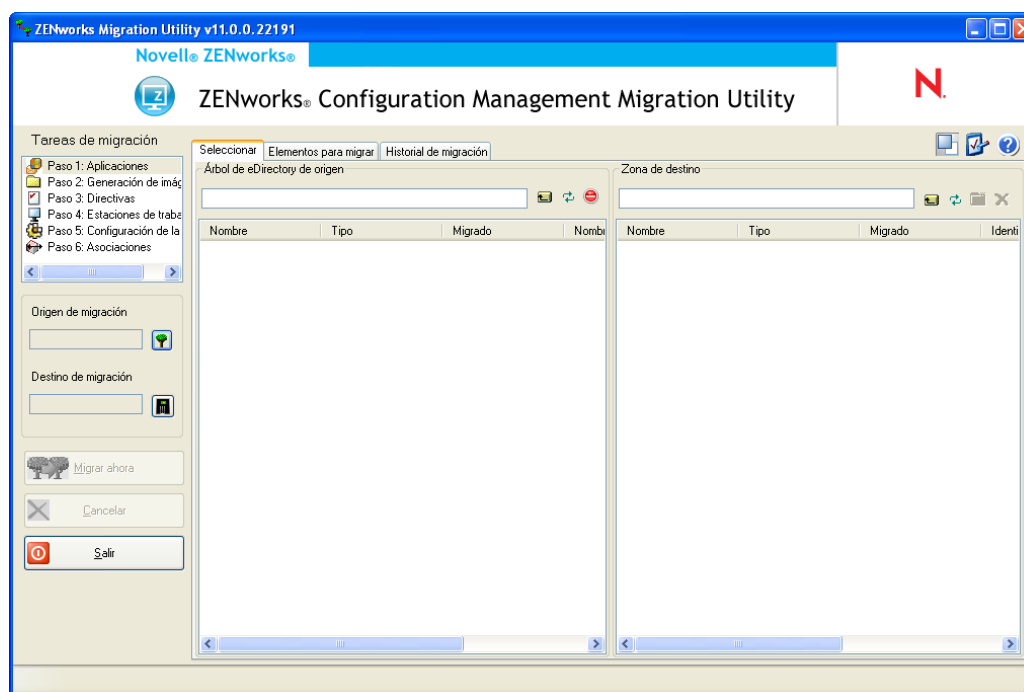 ZENworks Migration Utility v11.0.0.22191
Novell® ZENworks®
ZENworks® Configuration Management Migration Utility
N.
Tareas de migración
Paso 1: Aplicaciones
Paso 2: Generación de imág
Paso 3: Directivas
Paso 4: Estaciones de traba
Paso 5: Configuración de la
Paso 6: Asociaciones
Origen de migración
Destino de migración
Migrar ahora
Cancelar
Salir
Seleccionar Elementos para migrar Historial de migración
Árbol de eDirectory de origen
Nombre Tipo Migrado Nombr
Zona de destino
Nombre Tipo Migrado Identi